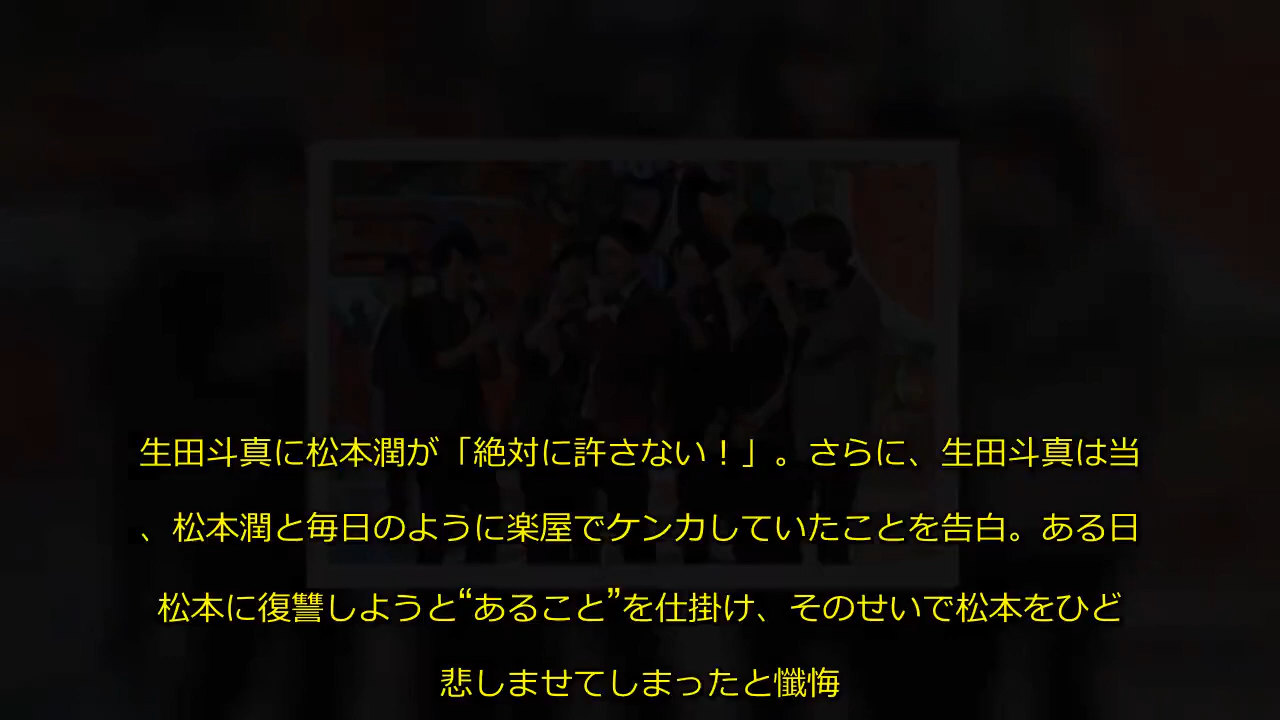 生田斗真に松本潤が「絶対に許さない！」。さらに、生田斗真は当
、松本潤と毎日のように楽屋でケンカしていたことを告白。ある日
松本に復讐しようと“あること”を仕掛け、そのせいで松本をひど
悲しませてしまったと懺悔